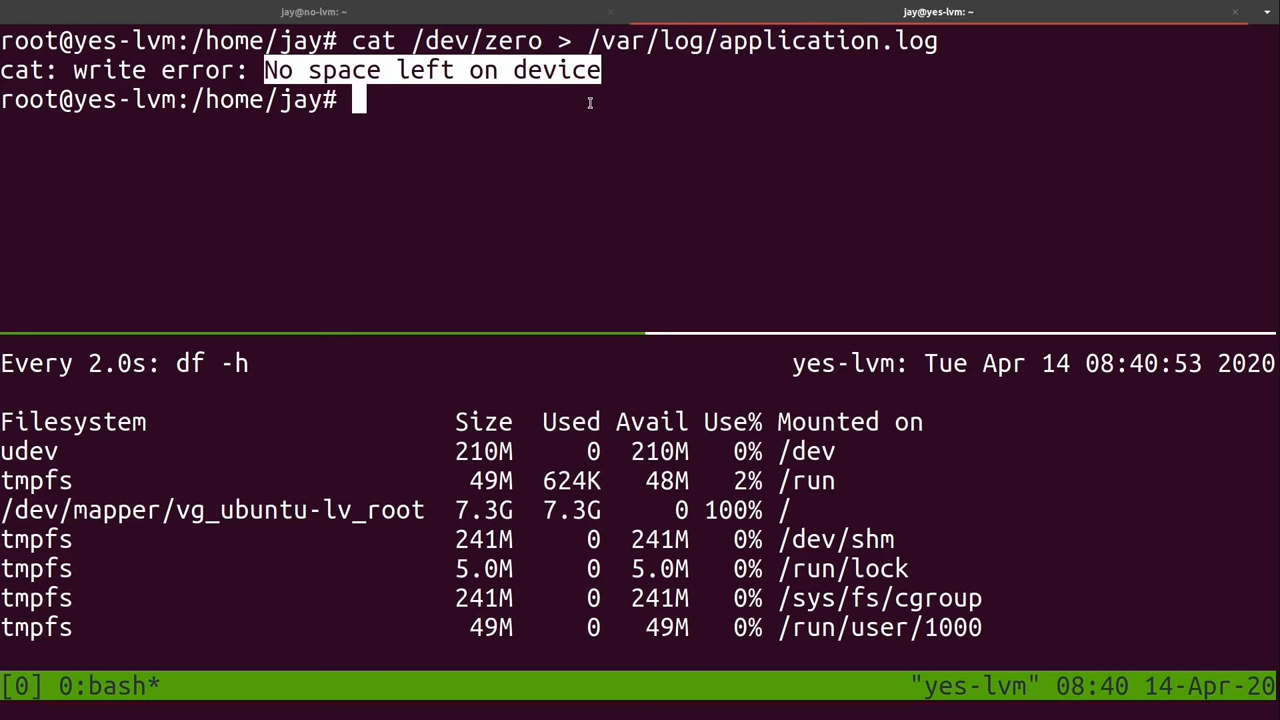 jay@no-lvm: ~ × jay@yes-lvm: ~ ×
root@yes-lvm:/home/jay# cat /dev/zero > /var/log/application.log
cat: write error: No space left on device
root@yes-lvm:/home/jay#
Every 2.0s: df -h yes-lvm: Tue Apr 14 08:40:53 2020
Filesystem Size Used Avail Use% Mounted on
udev 210M 0 210M 0% /dev
tmpfs 49M 624K 48M 2% /run
/dev/mapper/vg_ubuntu-lv_root 7.3G 7.3G 0 100% /
tmpfs 241M 0 241M 0% /dev/shm
tmpfs 5.0M 0 5.0M 0% /run/lock
tmpfs 241M 0 241M 0% /sys/fs/cgroup
tmpfs 49M 0 49M 0% /run/user/1000
[0] 0:bash* "yes-lvm" 08:40 14-Apr-20